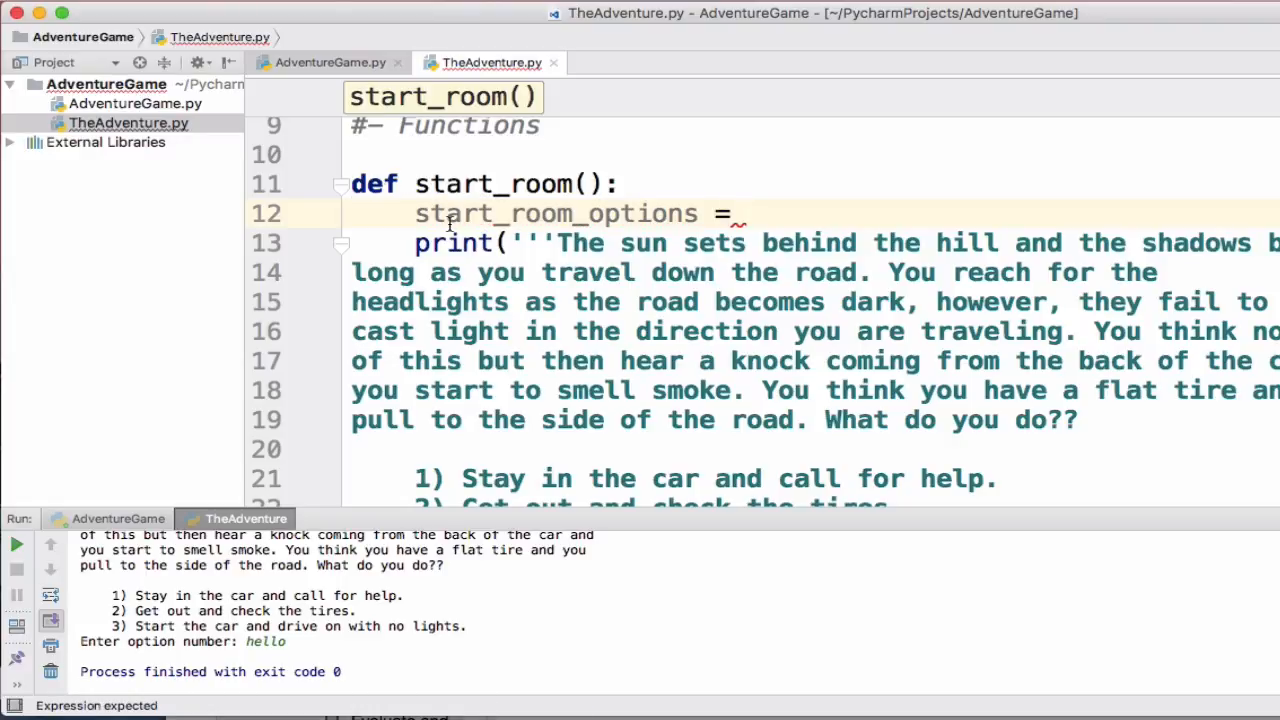 TheAdventure.py - AdventureGame - [~/PycharmProjects/AdventureGame]
AdventureGame TheAdventure.py
Project AdventureGame.py TheAdventure.py
AdventureGame ~/Pycharm
AdventureGame.py
TheAdventure.py
External Libraries
start_room()
9 #- Functions
10
11 def start_room():
12 start_room_options =
13 print('''The sun sets behind the hill and the shadows b
14 long as you travel down the road. You reach for the
15 headlights as the road becomes dark, however, they fail to
16 cast light in the direction you are traveling. You think no
17 of this but then hear a knock coming from the back of the c
18 you start to smell smoke. You think you have a flat tire an
19 pull to the side of the road. What do you do??
20
21 1) Stay in the car and call for help.
22 2) Get out and check the tires.
Run: AdventureGame TheAdventure
of this but then hear a knock coming from the back of the car and
you start to smell smoke. You think you have a flat tire and you
pull to the side of the road. What do you do??
1) Stay in the car and call for help.
2) Get out and check the tires.
3) Start the car and drive on with no lights.
Enter option number: hello
Process finished with exit code 0
Expression expected